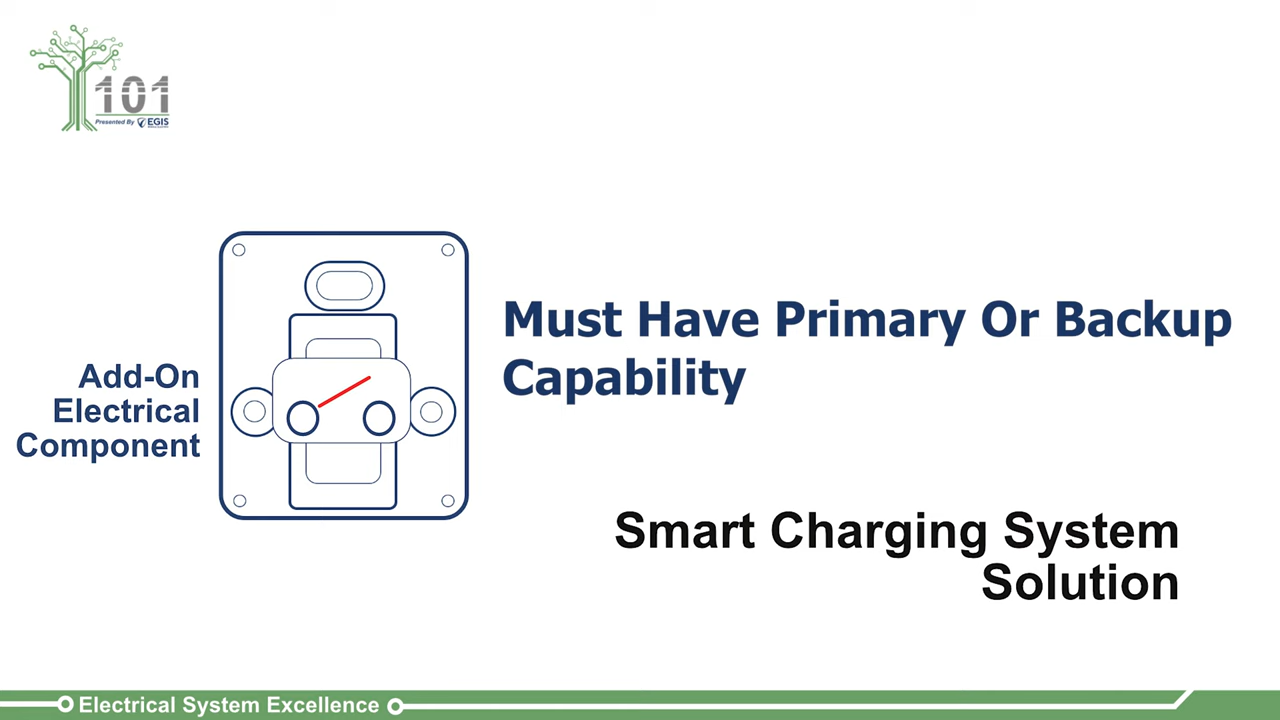 101
Presented By EGIS
Must Have Primary Or Backup
Capability
Add-On
Electrical
Component
Smart Charging System
Solution
Electrical System Excellence